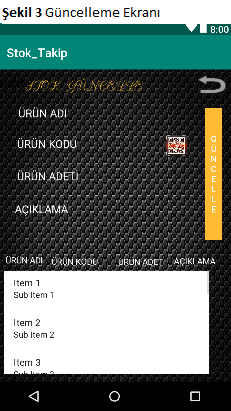 Şekil 3 Güncelleme Ekranı
8:00
Stok_Takip
STOK GÜNCELLE
ÜRÜN ADI
ÜRÜN KODU
ÜRÜN ADETİ
AÇIKLAMA
GÜNCELLE
ÜRÜN ADI ÜRÜN KODU ÜRÜN ADET AÇIKLAMA
Item 1
Sub Item 1
Item 2
Sub Item 2
Item 3
Sub Item 3